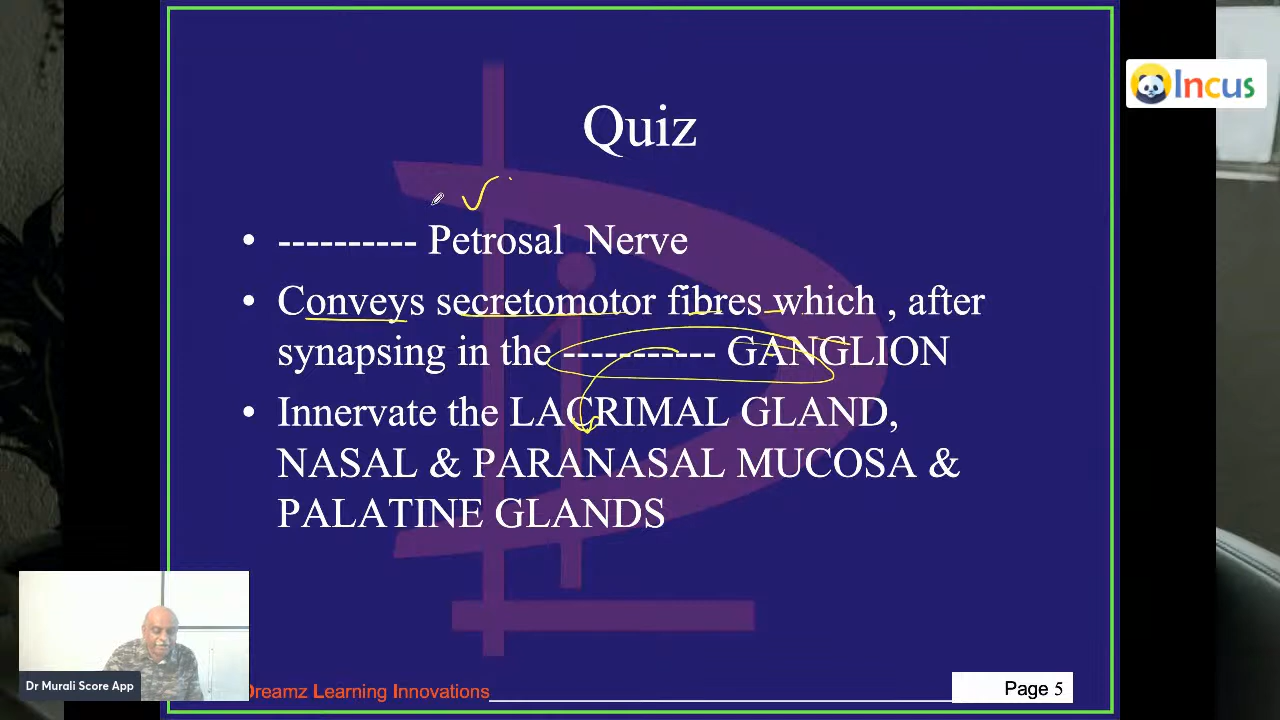 Incus
Quiz
• ---------- Petrosal Nerve
• Conveys secretomotor fibres which , after
synapsing in the ----------- GANGLION
• Innervate the LACRIMAL GLAND,
NASAL & PARANASAL MUCOSA &
PALATINE GLANDS
Dr Murali Score App
Dreamz Learning Innovations
Page 5